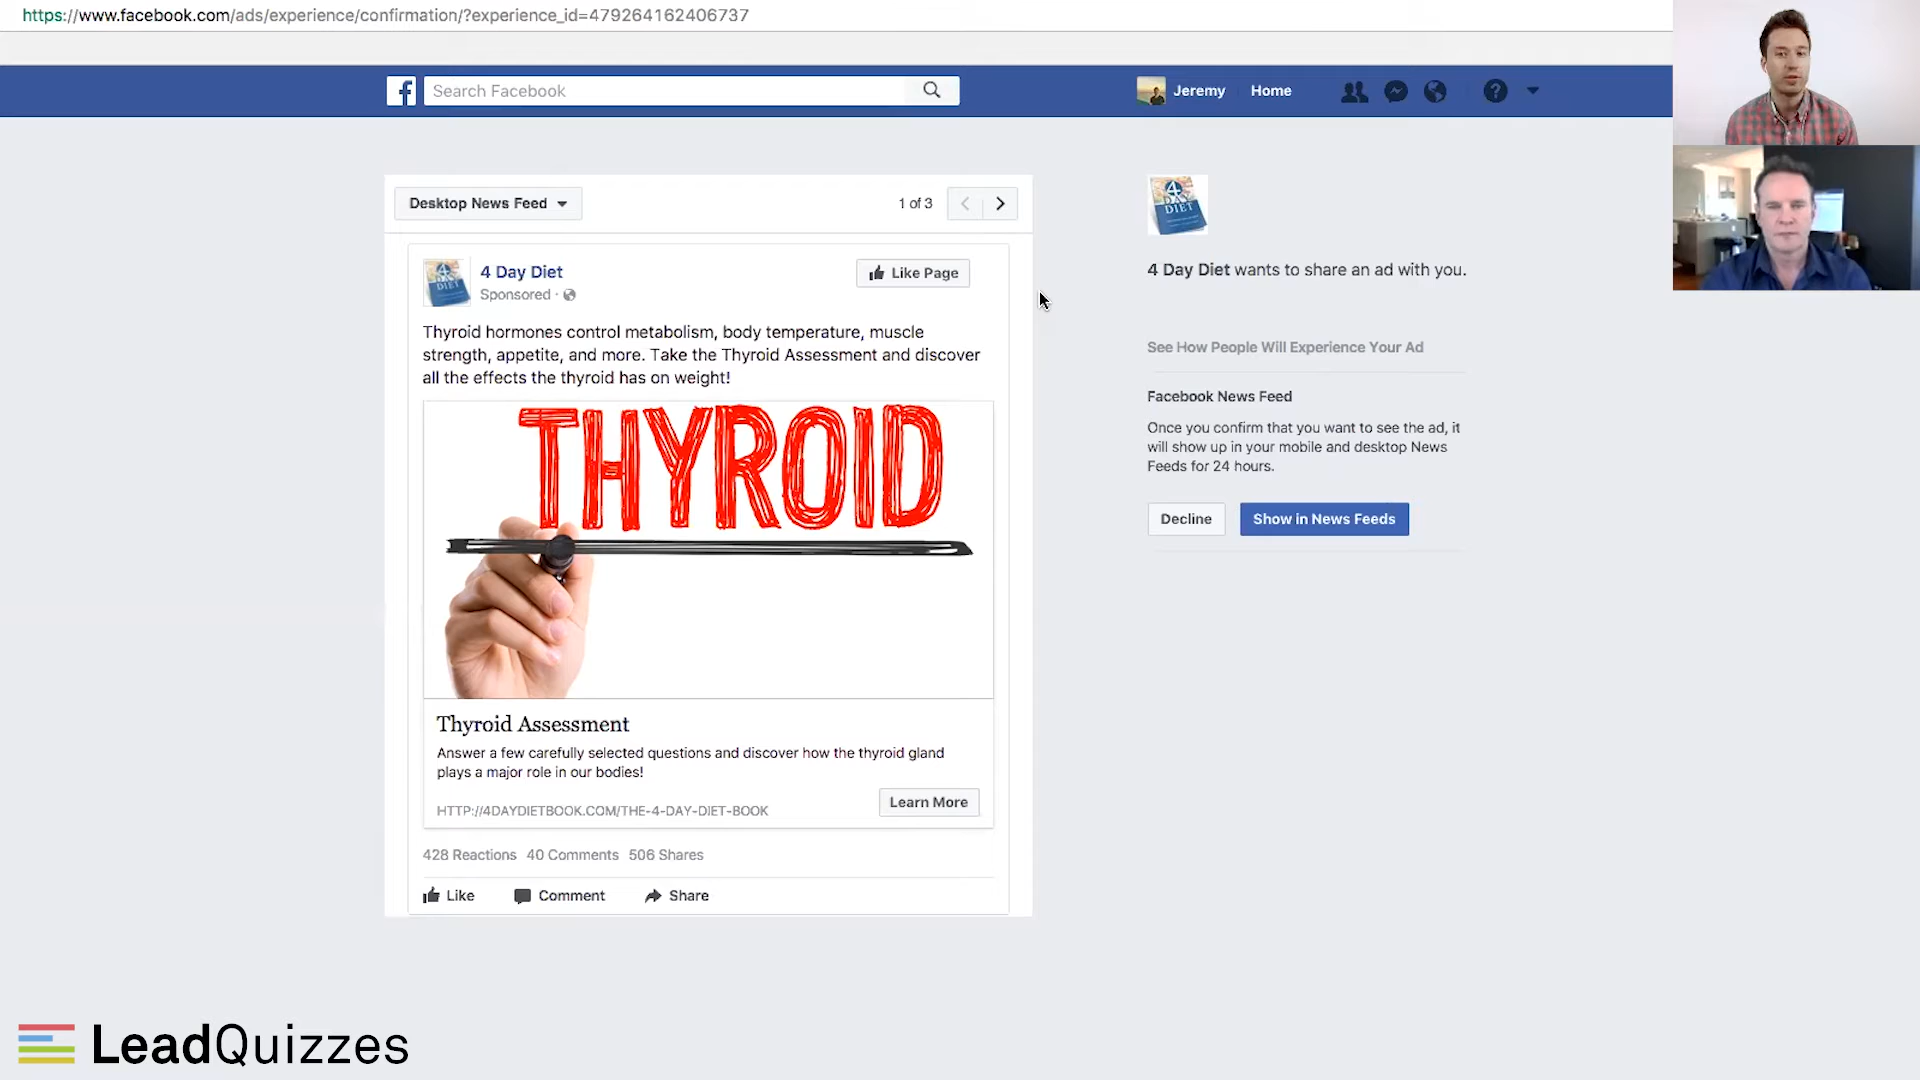 https://www.facebook.com/ads/experience/confirmation/?experience_id=479264162406737
Search Facebook
Jeremy
Home
Desktop News Feed
1 of 3
4 Day Diet
Sponsored ·
Like Page
Thyroid hormones control metabolism, body temperature, muscle
strength, appetite, and more. Take the Thyroid Assessment and discover
all the effects the thyroid has on weight!
THYROID
Thyroid Assessment
Answer a few carefully selected questions and discover how the thyroid gland
plays a major role in our bodies!
HTTP://4DAYDIETBOOK.COM/THE-4-DAY-DIET-BOOK
Learn More
428 Reactions 40 Comments 506 Shares
Like
Comment
Share
4
DAY
DIET
4 Day Diet wants to share an ad with you.
See How People Will Experience Your Ad
Facebook News Feed
Once you confirm that you want to see the ad, it
will show up in your mobile and desktop News
Feeds for 24 hours.
Decline
Show in News Feeds
LeadQuizzes